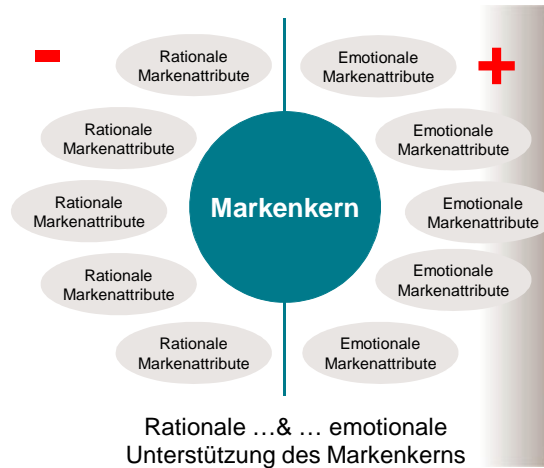 Rationale
Markenattribute
Emotionale
Markenattribute
Rationale
Markenattribute
Emotionale
Markenattribute
Rationale
Markenattribute
Markenkern
Emotionale
Markenattribute
Rationale
Markenattribute
Emotionale
Markenattribute
Rationale
Markenattribute
Emotionale
Markenattribute
Rationale …& … emotionale
Unterstützung des Markenkerns